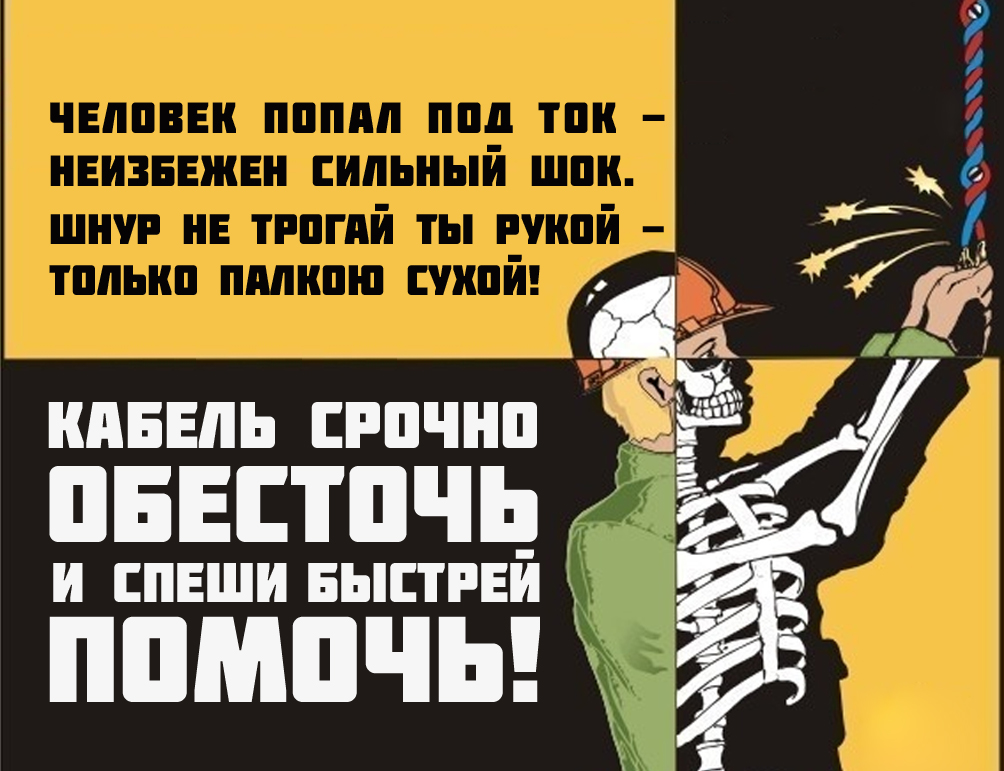 ЧЕЛОВЕК ПОПАЛ ПОД ТОК –
НЕИЗБЕЖЕН СИЛЬНЫЙ ШОК.
ШНУР НЕ ТРОГАЙ ТЫ РУКОЙ –
ТОЛЬКО ПАЛКОЮ СУХОЙ!
КАБЕЛЬ СРОЧНО
ОБЕСТОЧЬ
И СПЕШИ БЫСТРЕЙ
ПОМОЧЬ!